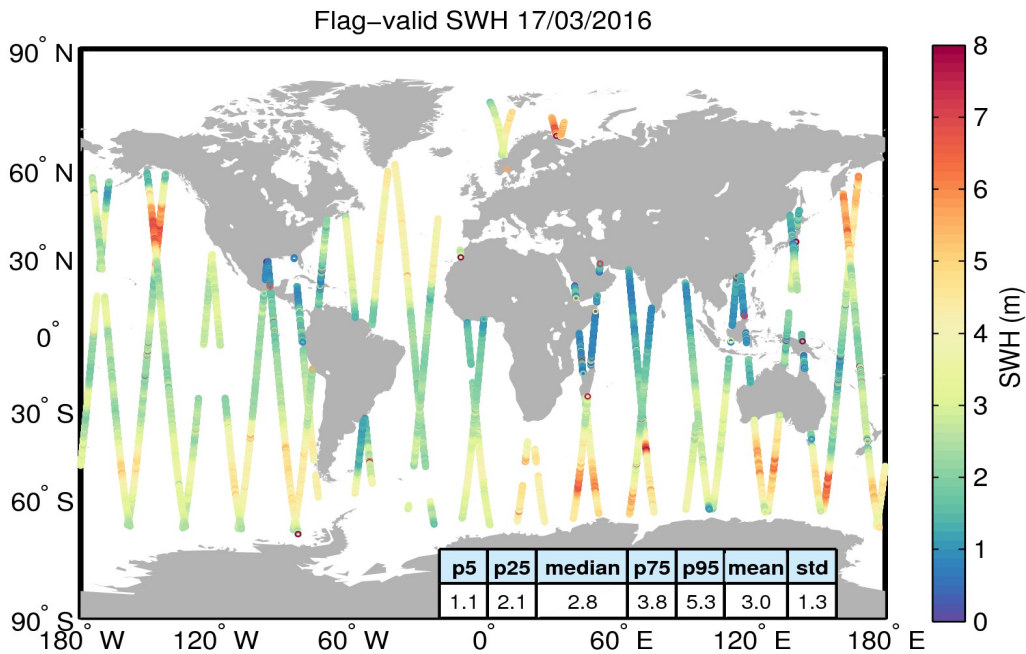 Flag−valid SWH 17/03/2016
90° N
60° N
30° N
0°
30° S
60° S
90° S
180° W
120° W
60° W
0°
60° E
120° E
180° E
p5 p25 median p75 p95 mean std
1.1 2.1 2.8 3.8 5.3 3.0 1.3
8
7
6
5
4
3
2
1
0
SWH (m)